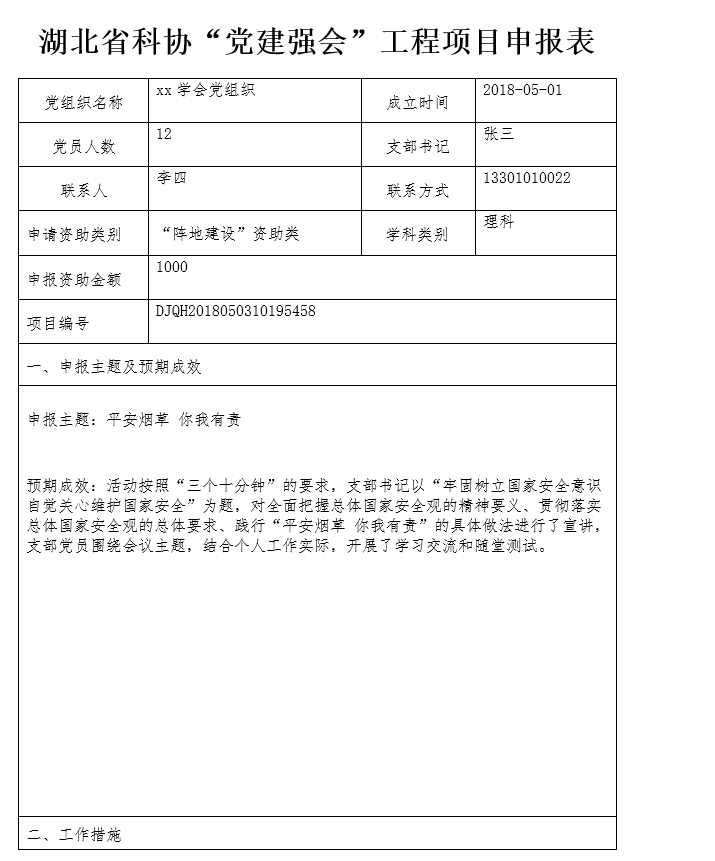 湖北省科协“党建强会”工程项目申报表
党组织名称 xx学会党组织 成立时间 2018-05-01
党员人数 12 支部书记 张三
联系人 李四 联系方式 13301010022
申请资助类别 “阵地建设”资助类 学科类别 理科
申报资助金额 1000
项目编号 DJQH2018050310195458
一、申报主题及预期成效
申报主题：平安烟草 你我有责
预期成效：活动按照“三个十分钟”的要求，支部书记以“牢固树立国家安全意识
自觉关心维护国家安全”为题，对全面把握总体国家安全观的精神要义、贯彻落实
总体国家安全观的总体要求、践行“平安烟草 你我有责”的具体做法进行了宣讲，
支部党员围绕会议主题，结合个人工作实际，开展了学习交流和随堂测试。
二、工作措施